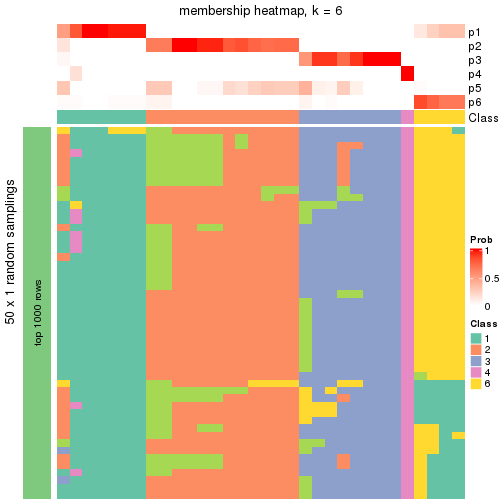 membership heatmap, k = 6
p1
p2
p3
p4
p5
p6
Class
50 x 1 random samplings
top 1000 rows
Prob
1
0.5
0
Class
1
2
3
4
6